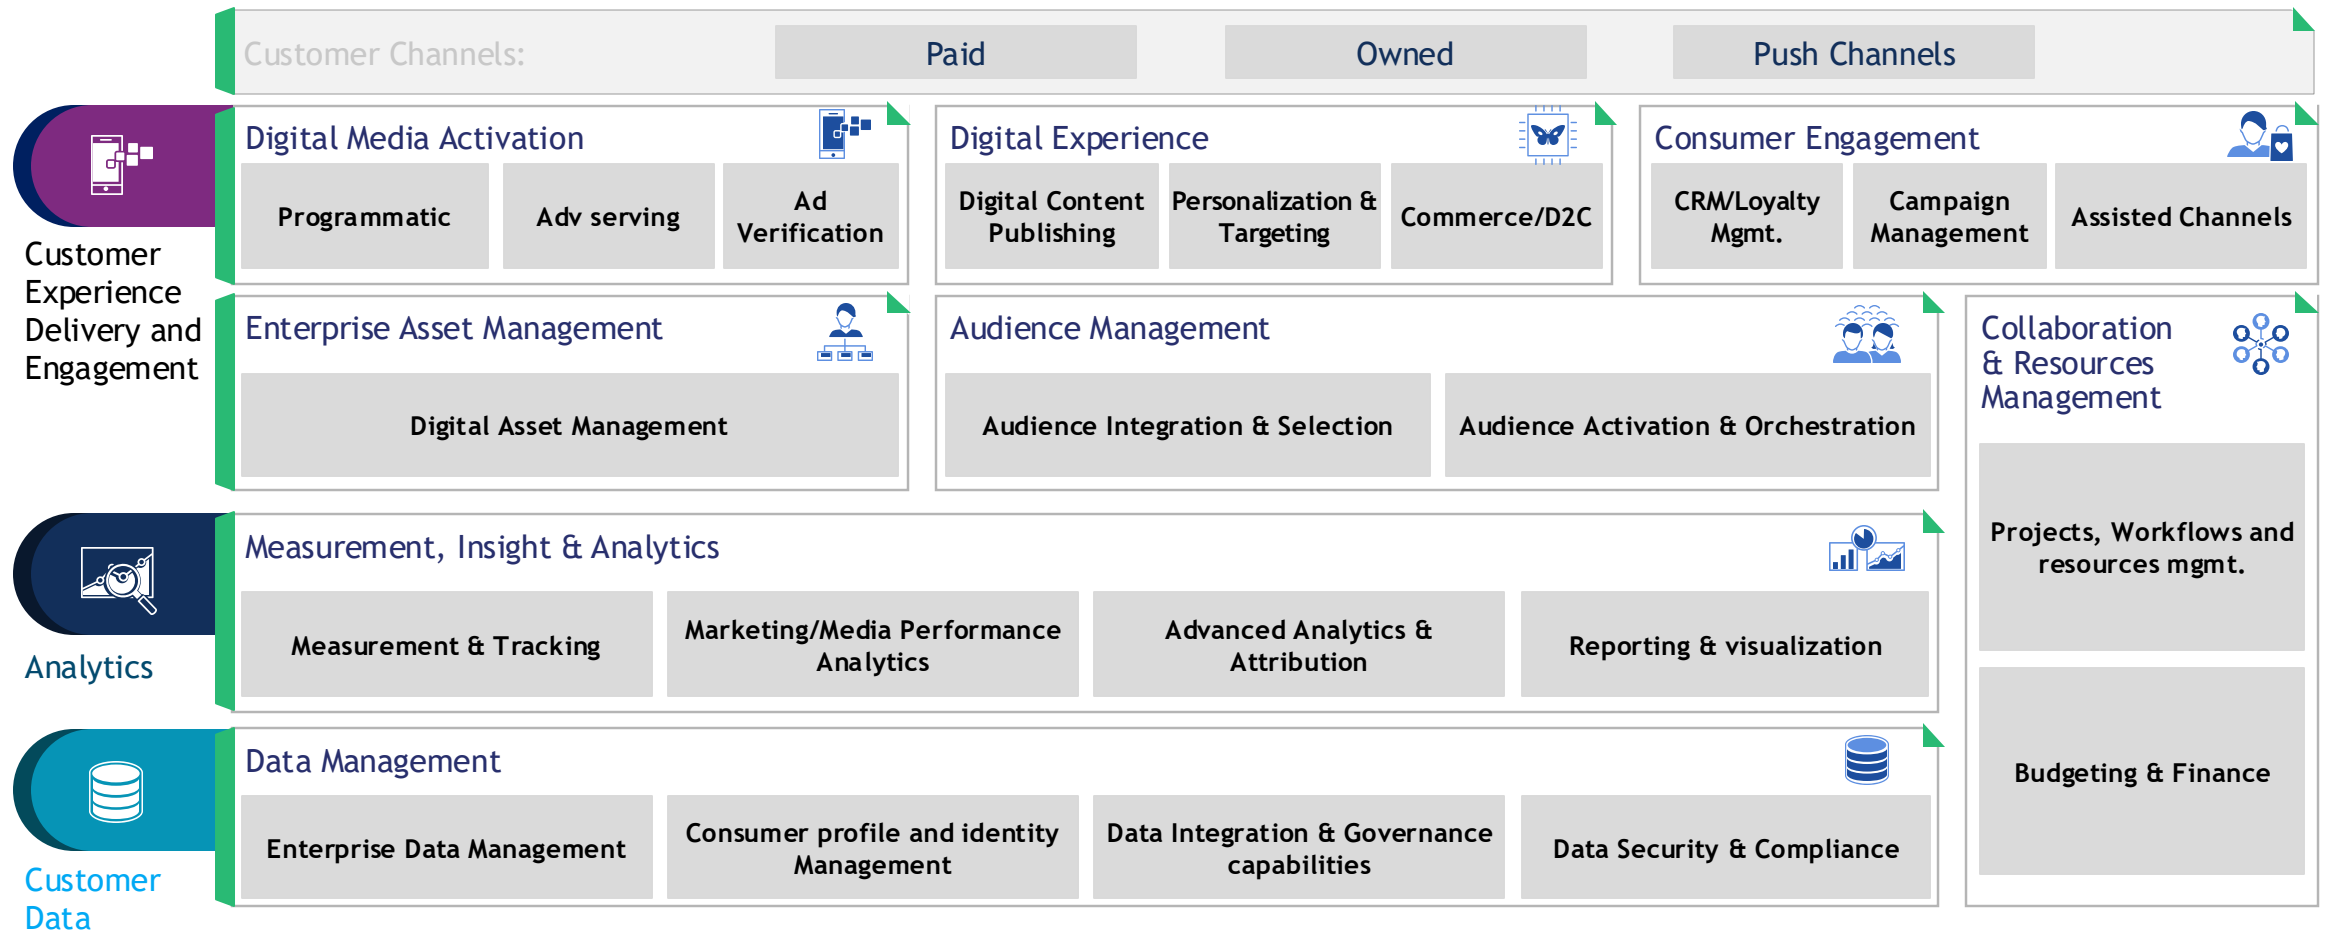 Customer Channels:
Paid
Owned
Push Channels
Customer
Experience
Delivery and
Engagement
Digital Media Activation
Programmatic
Adv serving
Ad
Verification
Digital Experience
Digital Content
Publishing
Personalization &
Targeting
Commerce/D2C
Consumer Engagement
CRM/Loyalty
Mgmt.
Campaign
Management
Assisted Channels
Enterprise Asset Management
Digital Asset Management
Audience Management
Audience Integration & Selection
Audience Activation & Orchestration
Collaboration
& Resources
Management
Projects, Workflows and
resources mgmt.
Budgeting & Finance
Analytics
Measurement, Insight & Analytics
Measurement & Tracking
Marketing/Media Performance
Analytics
Advanced Analytics &
Attribution
Reporting & visualization
Customer
Data
Data Management
Enterprise Data Management
Consumer profile and identity
Management
Data Integration & Governance
capabilities
Data Security & Compliance